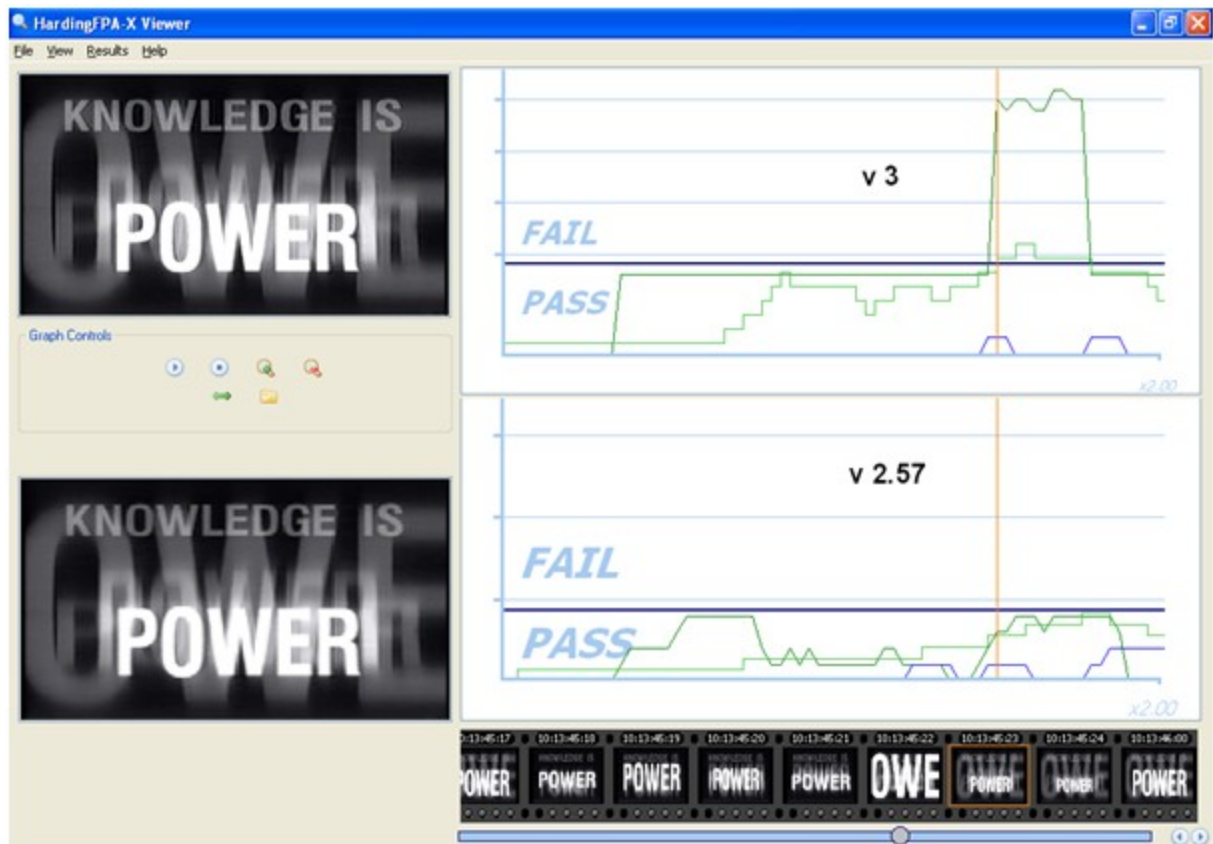 HardingFPA-X Viewer
File View Results Help
KNOWLEDGE IS
POWER
Graph Controls
KNOWLEDGE IS
POWER
v 3
FAIL
PASS
x2.00
v 2.57
FAIL
PASS
x2.00
10:13:45:18 10:13:45:19 10:13:45:20 10:13:45:21 10:13:45:22 10:13:45:23 10:13:45:24 10:13:46:00
POWER POWER POWER POWER POWER OWE POWER POWER POWER